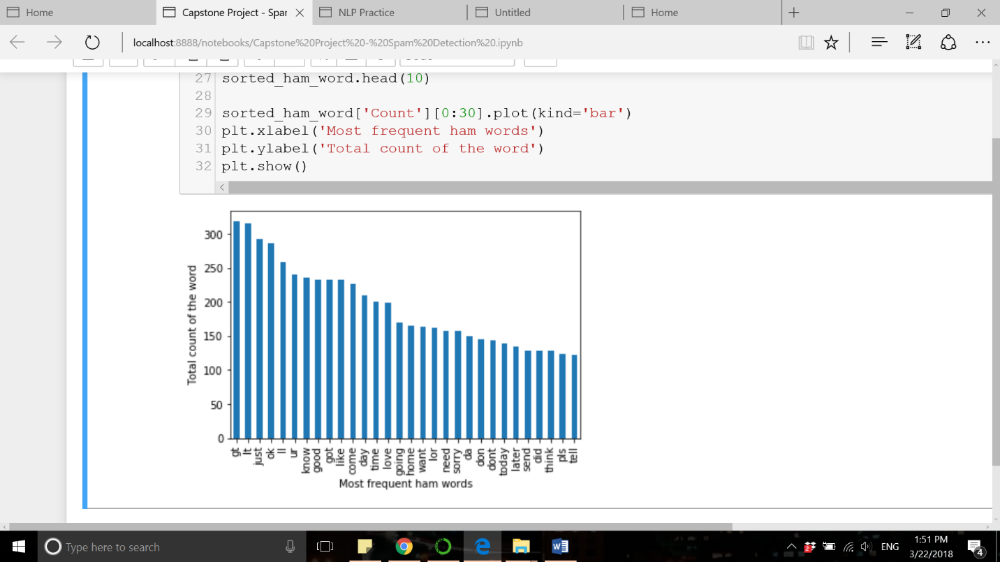 Home
Capstone Project - Spar
NLP Practice
Untitled
Home
localhost:8888/notebooks/Capstone%20Project%20-%20Spam%20Detection%20.ipynb
27 sorted_ham_word.head(10)
28
29 sorted_ham_word['Count'][0:30].plot(kind='bar')
30 plt.xlabel('Most frequent ham words')
31 plt.ylabel('Total count of the word')
32 plt.show()
Total count of the word
300
250
200
150
100
50
0
gt lt just ok ll ur know good got like come day time love going home want lor need sorry da don dont today later send did think pls tell
Most frequent ham words
Type here to search
2
ENG
1:51 PM
3/22/2018
4